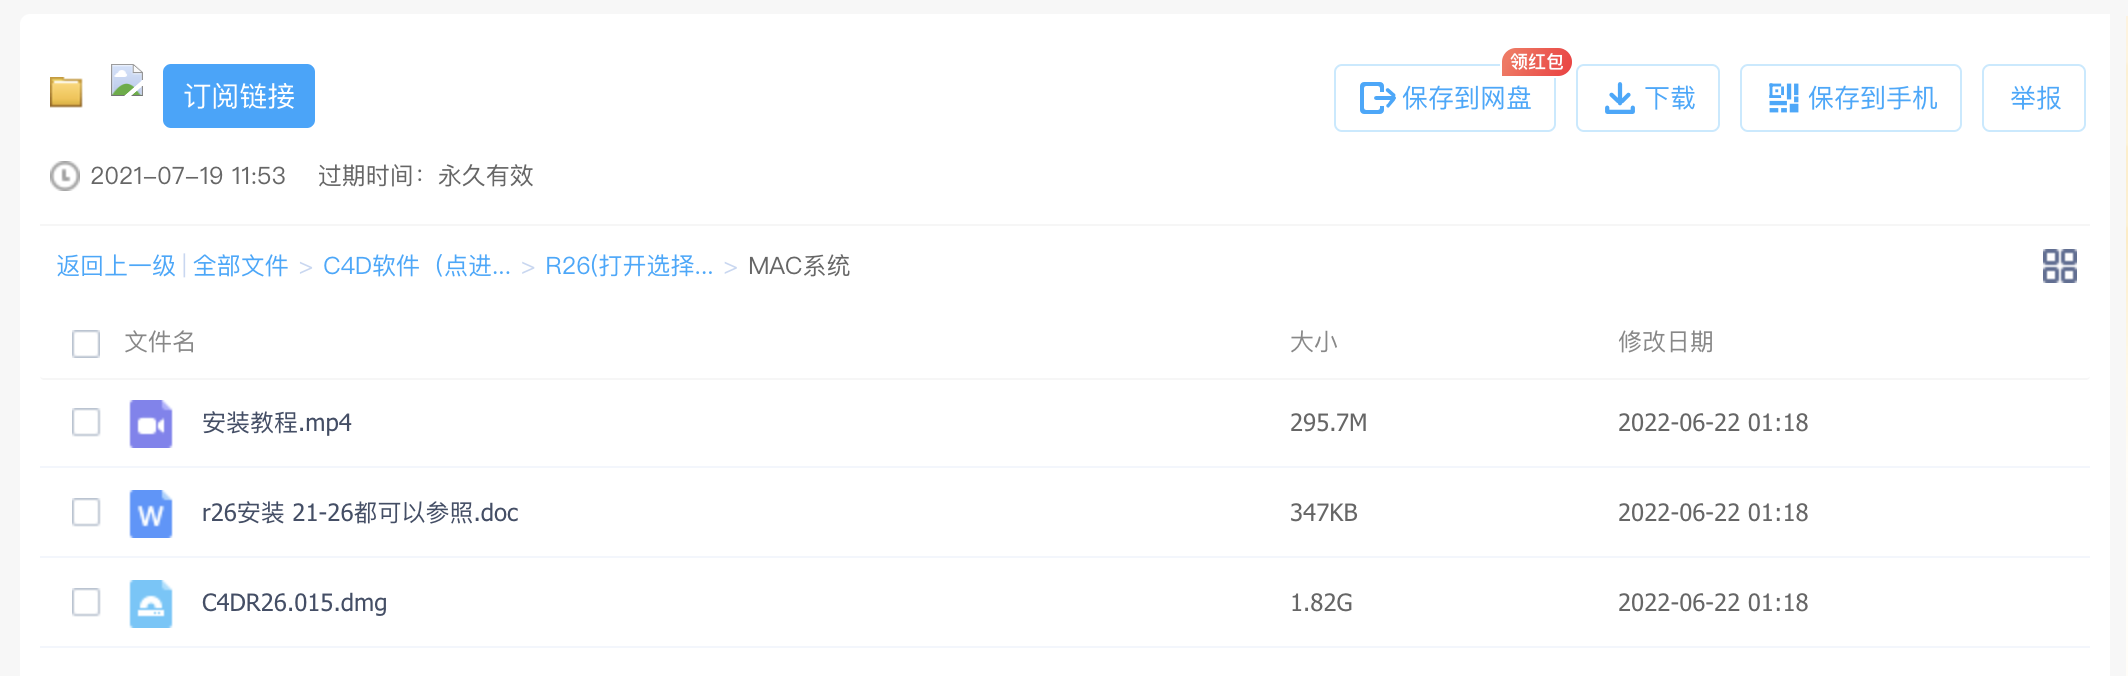 订阅链接
领红包
保存到网盘
下载
保存到手机
举报
2021-07-19 11:53 过期时间：永久有效
返回上一级 | 全部文件 > C4D软件（点进... > R26(打开选择... > MAC系统
文件名 大小 修改日期
安装教程.mp4 295.7M 2022-06-22 01:18
r26安装 21-26都可以参照.doc 347KB 2022-06-22 01:18
C4DR26.015.dmg 1.82G 2022-06-22 01:18